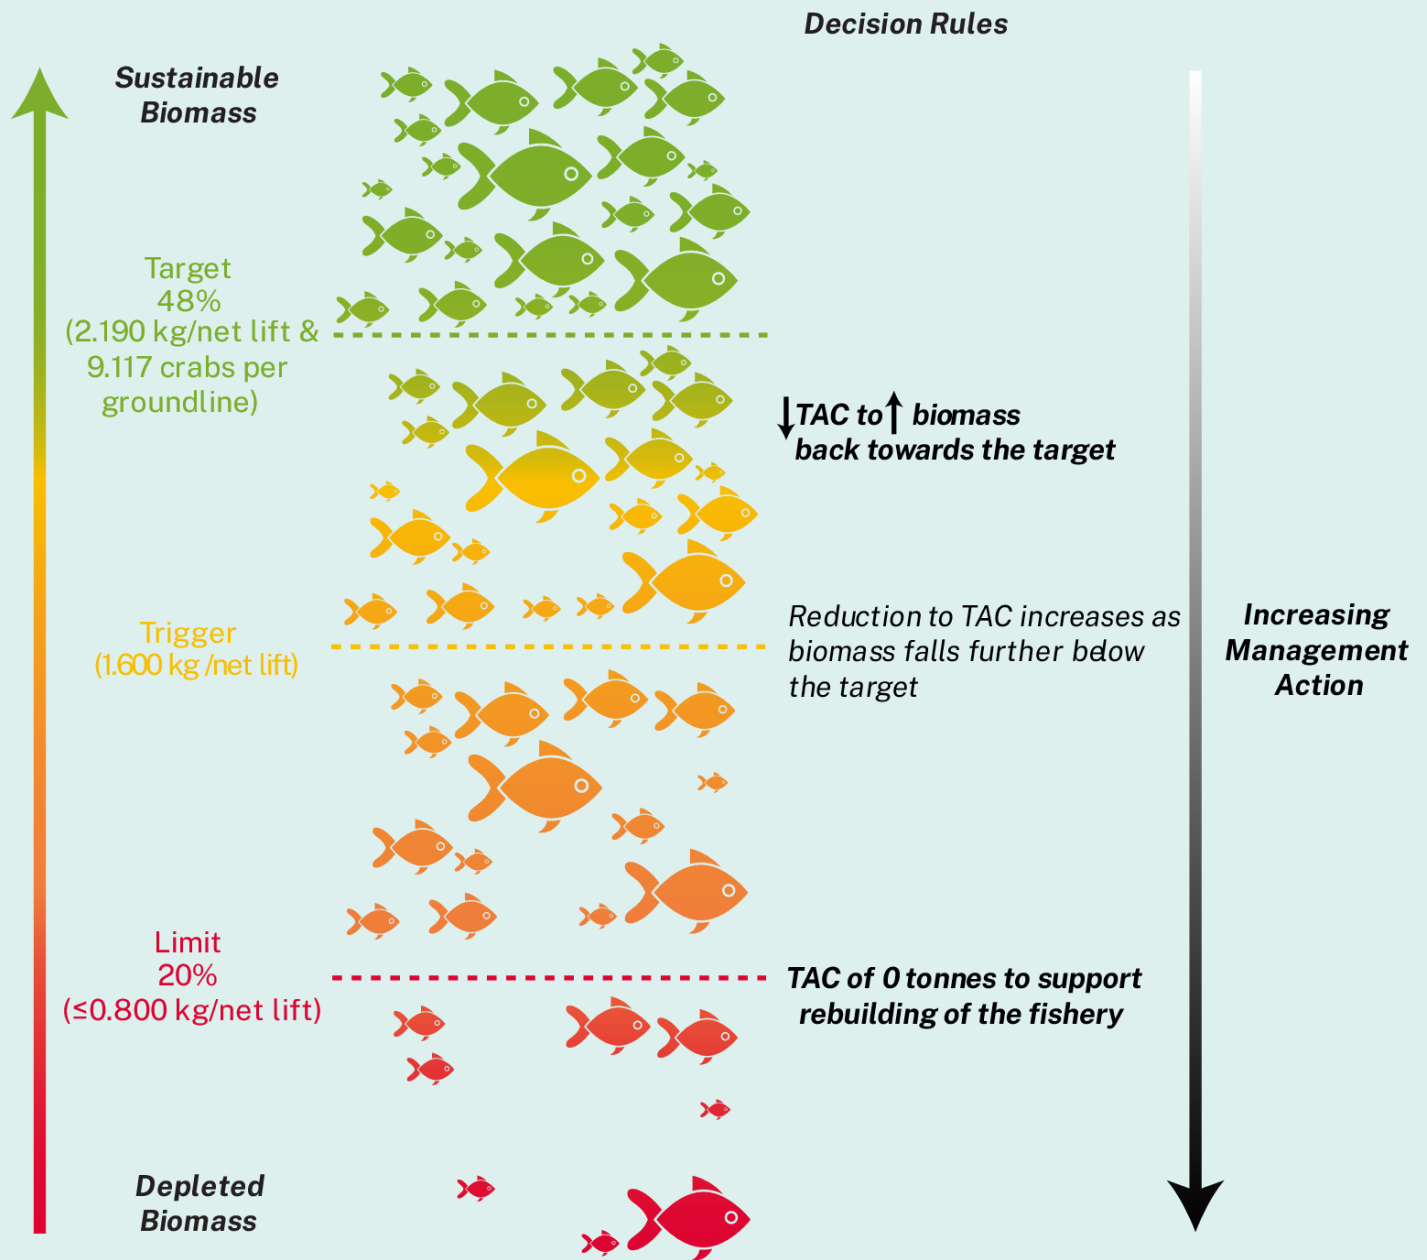 Decision Rules
Sustainable
Biomass
Target
48%
(2.190 kg/net lift &
9.117 crabs per
groundline)
↓TAC to↑ biomass
back towards the target
Trigger
(1.600 kg /net lift)
Reduction to TAC increases as
biomass falls further below
the target
Increasing
Management
Action
Limit
20%
(≤0.800 kg/net lift)
TAC of 0 tonnes to support
rebuilding of the fishery
Depleted
Biomass